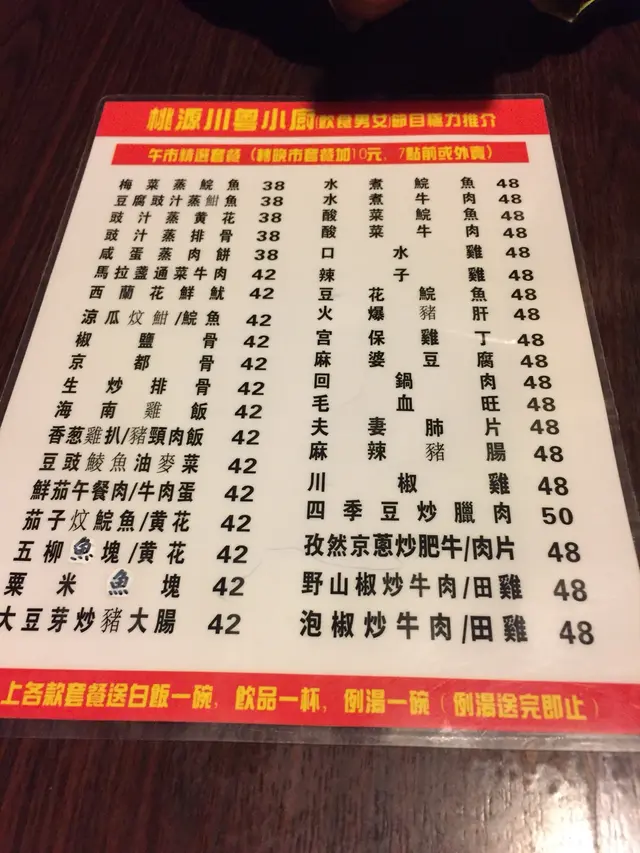 桃源川粵小厨(飲食男女)節目極力推介
午市精選套餐 (轉晚市套餐加10元, 7點前或外賣)
梅菜蒸鯇魚 38
豆腐豉汁蒸鮒魚 38
豉汁蒸黃花 38
豉汁蒸排骨 38
咸蛋蒸肉餅 38
馬拉盞通菜牛肉 42
西蘭花鮮魷 42
涼瓜炆鮒/鯇魚 42
椒鹽骨 42
京都骨 42
生炒排骨 42
海南雞飯 42
香葱雞扒/豬頸肉飯 42
豆豉鯪魚油麥菜 42
鮮茄午餐肉/牛肉蛋 42
茄子炆鯇魚/黃花 42
五柳魚塊/黃花 42
粟米魚塊 42
大豆芽炒豬大腸 42
水煮鯇魚 48
水煮牛肉 48
酸菜鯇魚 48
酸菜牛肉 48
口水雞 48
辣子雞 48
豆花鯇魚 48
火爆豬肝 48
宮保雞丁 48
麻婆豆腐 48
回鍋肉 48
毛血旺 48
夫妻肺片 48
麻辣豬腸 48
川椒雞 48
四季豆炒臘肉 50
孜然京蔥炒肥牛/肉片 48
野山椒炒牛肉/田雞 48
泡椒炒牛肉/田雞 48
上各款套餐送白飯一碗, 飲品一杯, 例湯一碗 (例湯送完即止)